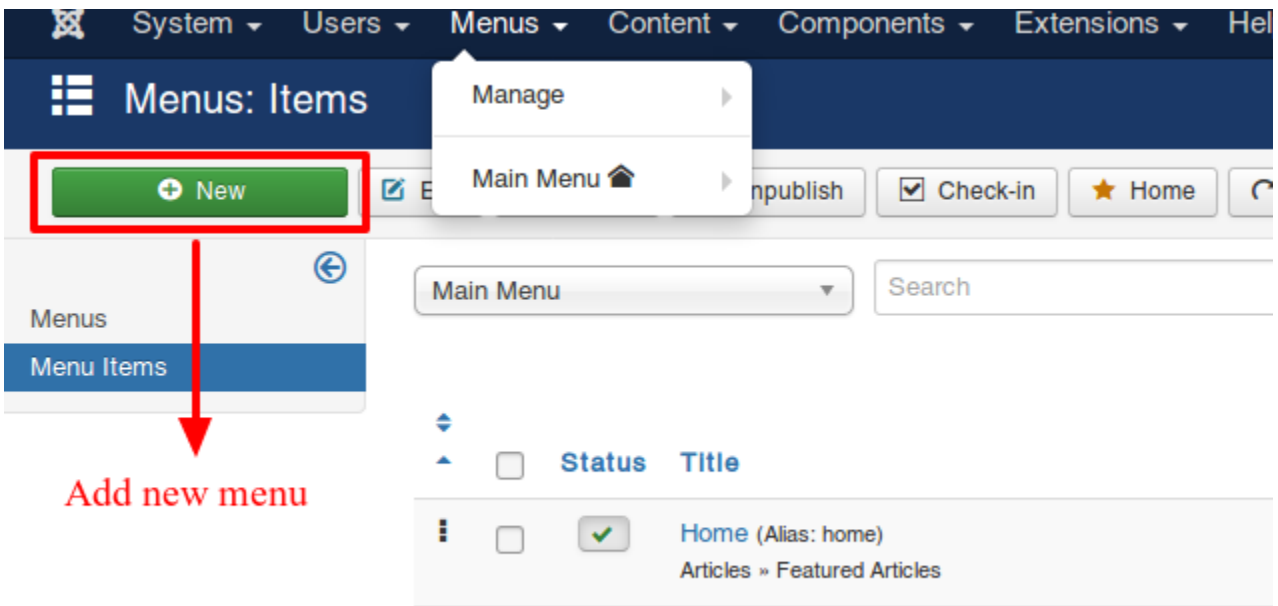 System Users Menus Content Components Extensions Hel
Menus: Items
Manage
Main Menu
New
E
npublish
Check-in
Home
Main Menu
Search
Menus
Menu Items
Add new menu
Status Title
Home (Alias: home)
Articles » Featured Articles